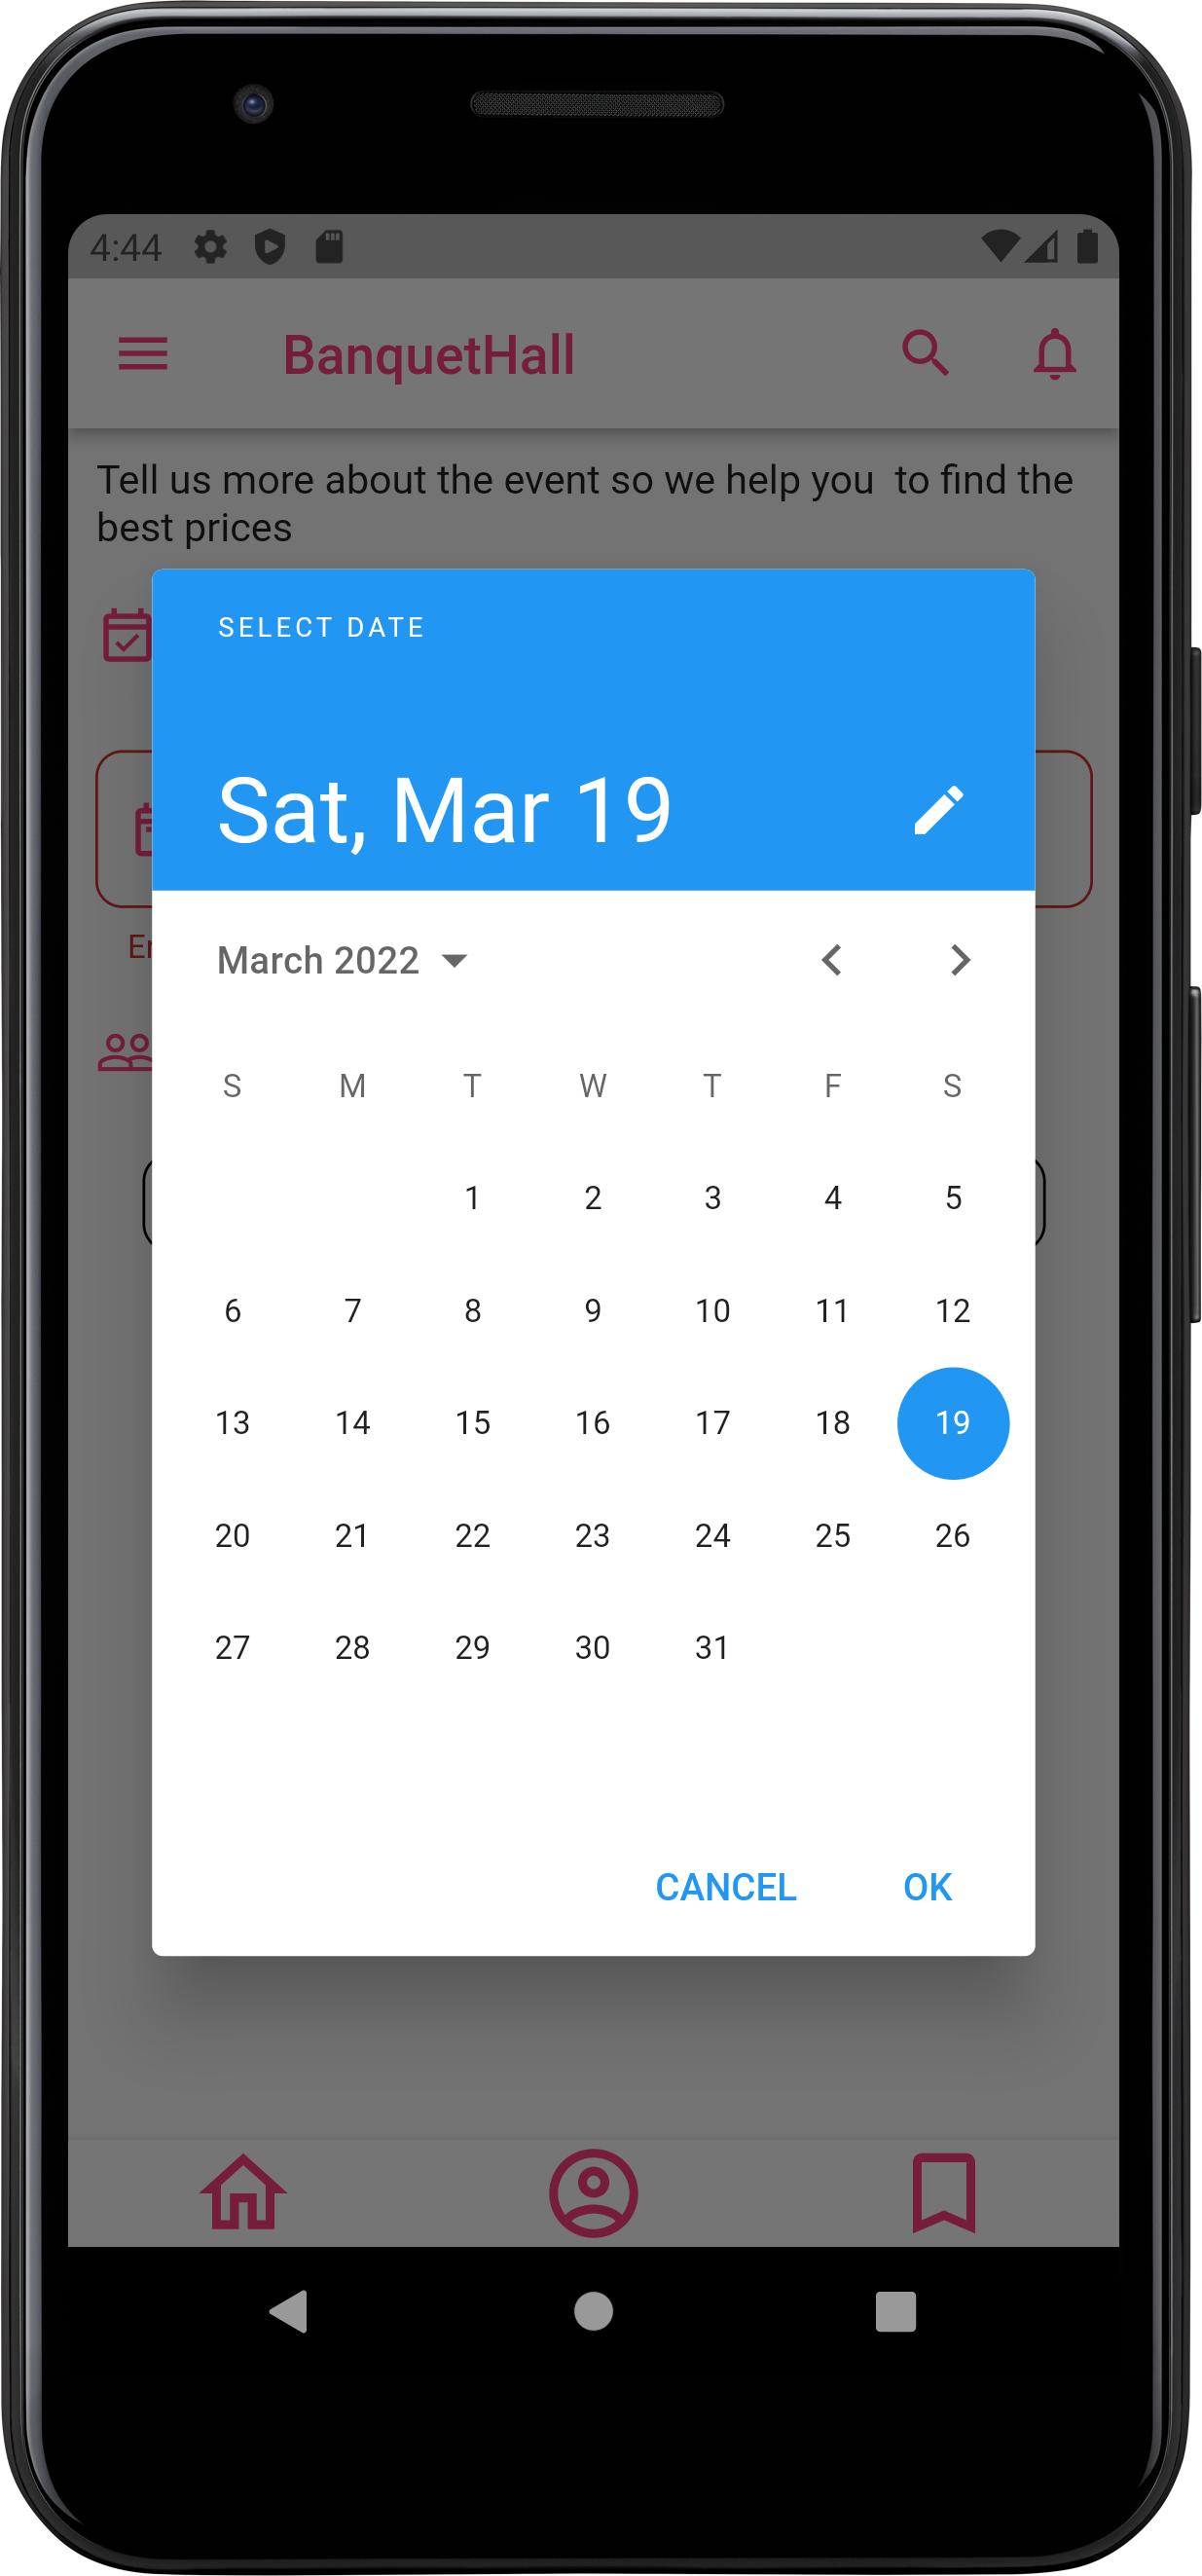 4:44
BanquetHall
Tell us more about the event so we help you  to find the
best prices
SELECT DATE
Sat, Mar 19
March 2022
S M T W T F S
1 2 3 4 5
6 7 8 9 10 11 12
13 14 15 16 17 18 19
20 21 22 23 24 25 26
27 28 29 30 31
CANCEL OK